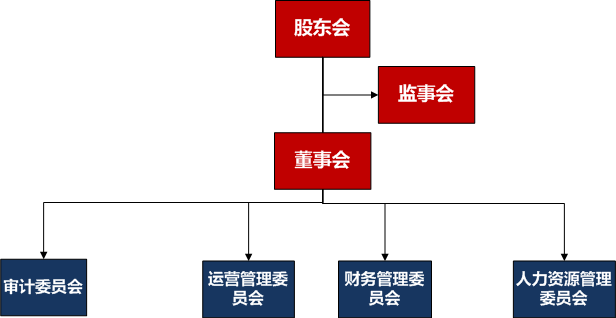 股东会
监事会
董事会
审计委员会
运营管理委
员会
财务管理委
员会
人力资源管理
委员会